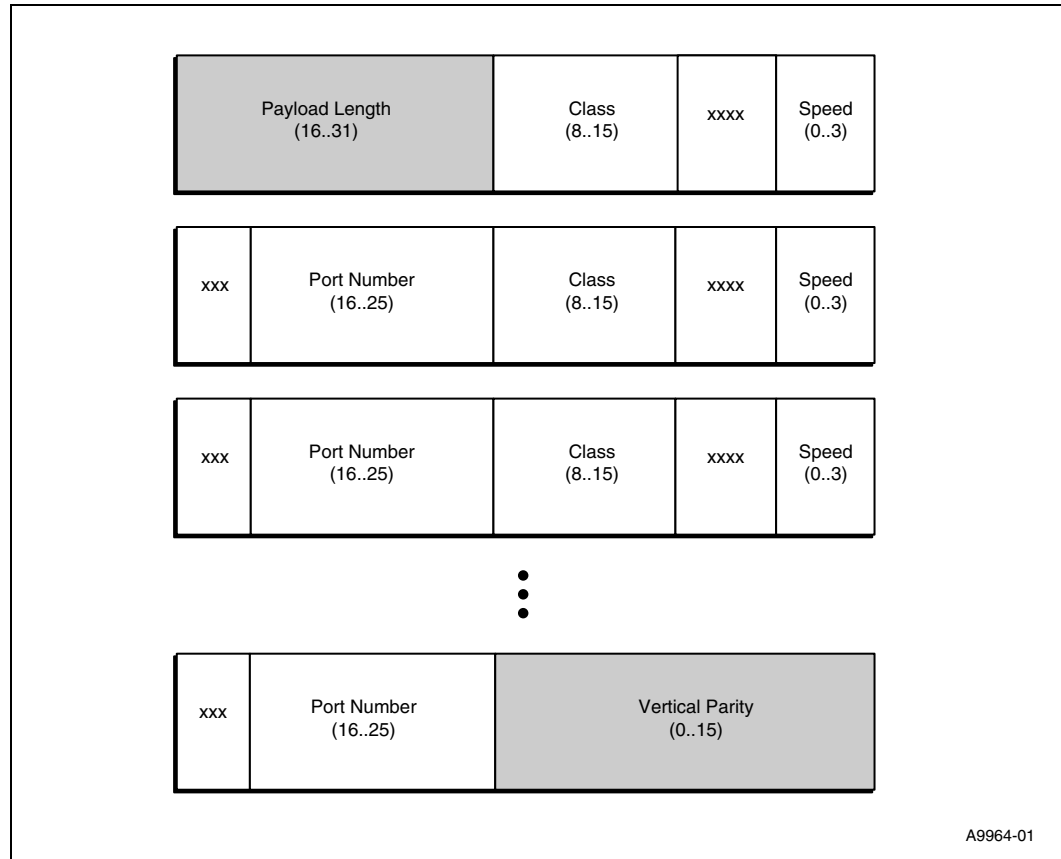 Payload Length
(16..31)
Class
(8..15)
xxxx
Speed
(0..3)
xxx
Port Number
(16..25)
Class
(8..15)
xxxx
Speed
(0..3)
xxx
Port Number
(16..25)
Class
(8..15)
xxxx
Speed
(0..3)
xxx
Port Number
(16..25)
Vertical Parity
(0..15)
A9964-01